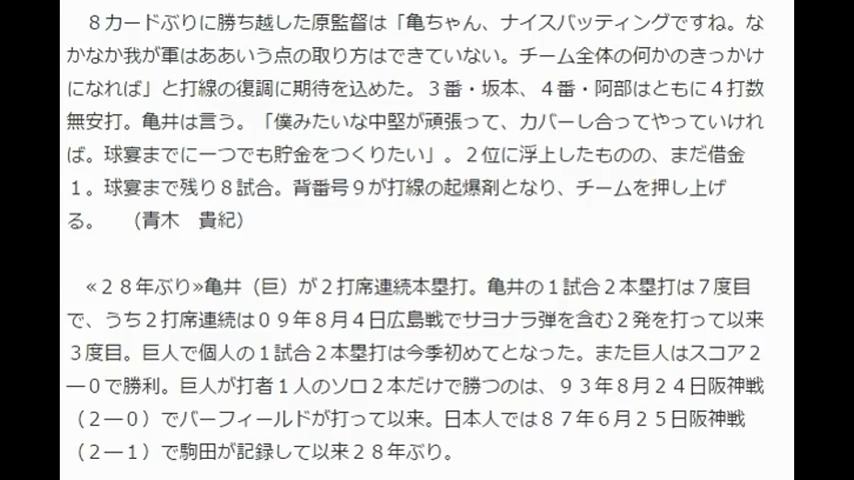 ８カードぶりに勝ち越した原監督は「亀ちゃん、ナイスバッティングですね。な
かなか我が軍はああいう点の取り方はできていない。チーム全体の何かのきっかけ
になれば」と打線の復調に期待を込めた。３番・坂本、４番・阿部はともに４打数
無安打。亀井は言う。「僕みたいな中堅が頑張って、カバーし合ってやっていけれ
ば。球宴までに一つでも貯金をつくりたい」。２位に浮上したものの、まだ借金
１。球宴まで残り８試合。背番号９が打線の起爆剤となり、チームを押し上げ
る。　（青木　貴紀）
≪２８年ぶり≫亀井（巨）が２打席連続本塁打。亀井の１試合２本塁打は７度目
で、うち２打席連続は０９年８月４日広島戦でサヨナラ弾を含む２発を打って以来
３度目。巨人で個人の１試合２本塁打は今季初めてとなった。また巨人はスコア２
―０で勝利。巨人が打者１人のソロ２本だけで勝つのは、９３年８月２４日阪神戦
（２―０）でバーフィールドが打って以来。日本人では８７年６月２５日阪神戦
（２―１）で駒田が記録して以来２８年ぶり。